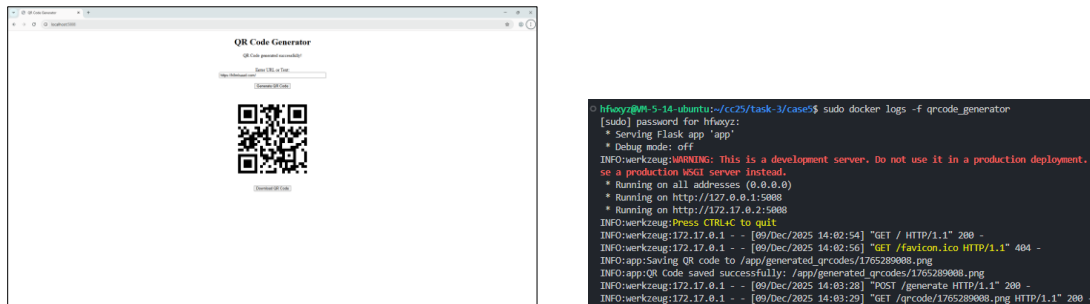 QR Code Generator
QR Code Generator
QR Code generated successfully!
Enter URL or Text:
Generate QR Code
Download QR Code
hfwxyz@VM-5-14-ubuntu:~/cc25/task-3/case5$ sudo docker logs -f qrcode_generator
[sudo] password for hfwxyz:
* Serving Flask app 'app'
* Debug mode: off
INFO:werkzeug:WARNING: This is a development server. Do not use it in a production deployment.
se a production WSGI server instead.
* Running on all addresses (0.0.0.0)
* Running on http://127.0.0.1:5008
* Running on http://172.17.0.2:5008
INFO:werkzeug:Press CTRL+C to quit
INFO:werkzeug:172.17.0.1 - - [09/Dec/2025 14:02:54] "GET / HTTP/1.1" 200 -
INFO:werkzeug:172.17.0.1 - - [09/Dec/2025 14:02:56] "GET /favicon.ico HTTP/1.1" 404 -
INFO:app:Saving QR code to /app/generated_qrcodes/1765289008.png
INFO:app:QR Code saved successfully: /app/generated_qrcodes/1765289008.png
INFO:werkzeug:172.17.0.1 - - [09/Dec/2025 14:03:28] "POST /generate HTTP/1.1" 200 -
INFO:werkzeug:172.17.0.1 - - [09/Dec/2025 14:03:29] "GET /qrcode/1765289008.png HTTP/1.1" 200